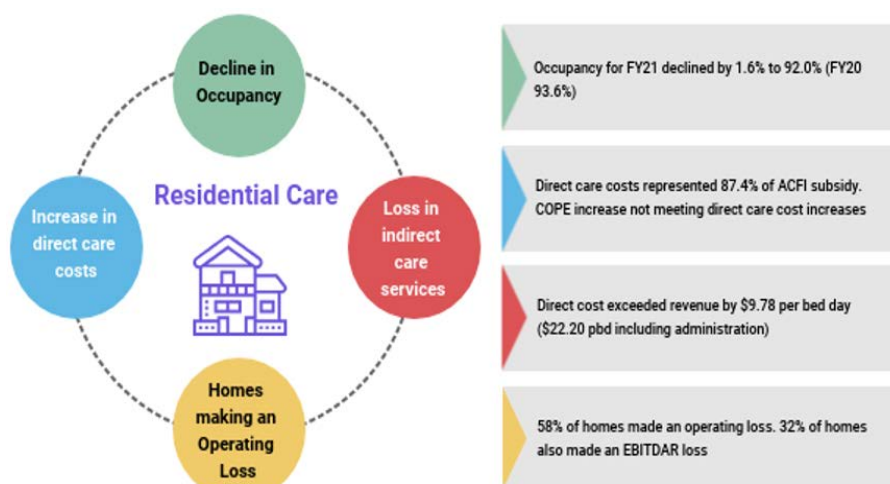 Decline in
Occupancy
Residential Care
Increase in
direct care
costs
Loss in
indirect
care
services
Homes
making an
Operating
Loss
Occupancy for FY21 declined by 1.6% to 92.0% (FY20
93.6%)
Direct care costs represented 87.4% of ACFI subsidy.
COPE increase not meeting direct care cost increases
Direct cost exceeded revenue by $9.78 per bed day
($22.20 pbd including administration)
58% of homes made an operating loss. 32% of homes
also made an EBITDAR loss